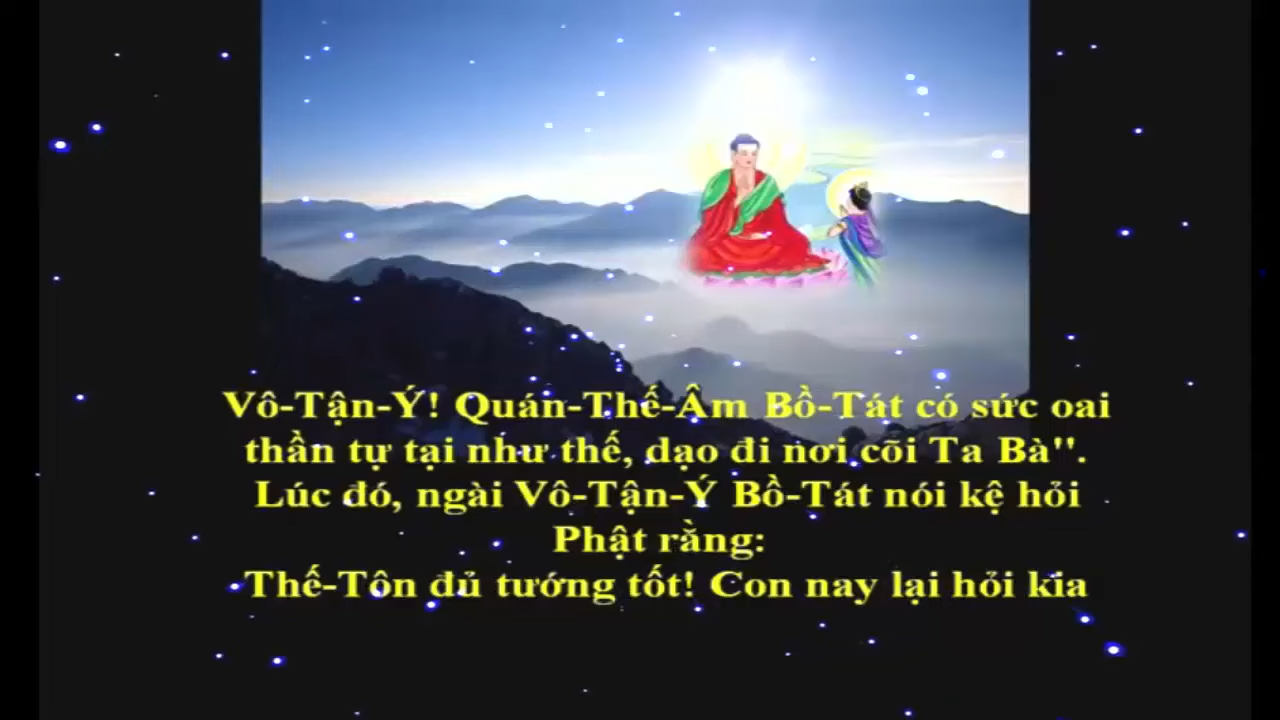 Vô-Tận-Ý! Quán-Thế-Âm Bồ-Tát có sức oai
thần tự tại như thế, dạo đi nơi cõi Ta Bà".
Lúc đó, ngài Vô-Tận-Ý Bồ-Tát nói kệ hỏi
Phật rằng:
Thế-Tôn đủ tướng tốt! Con nay lại hỏi kia